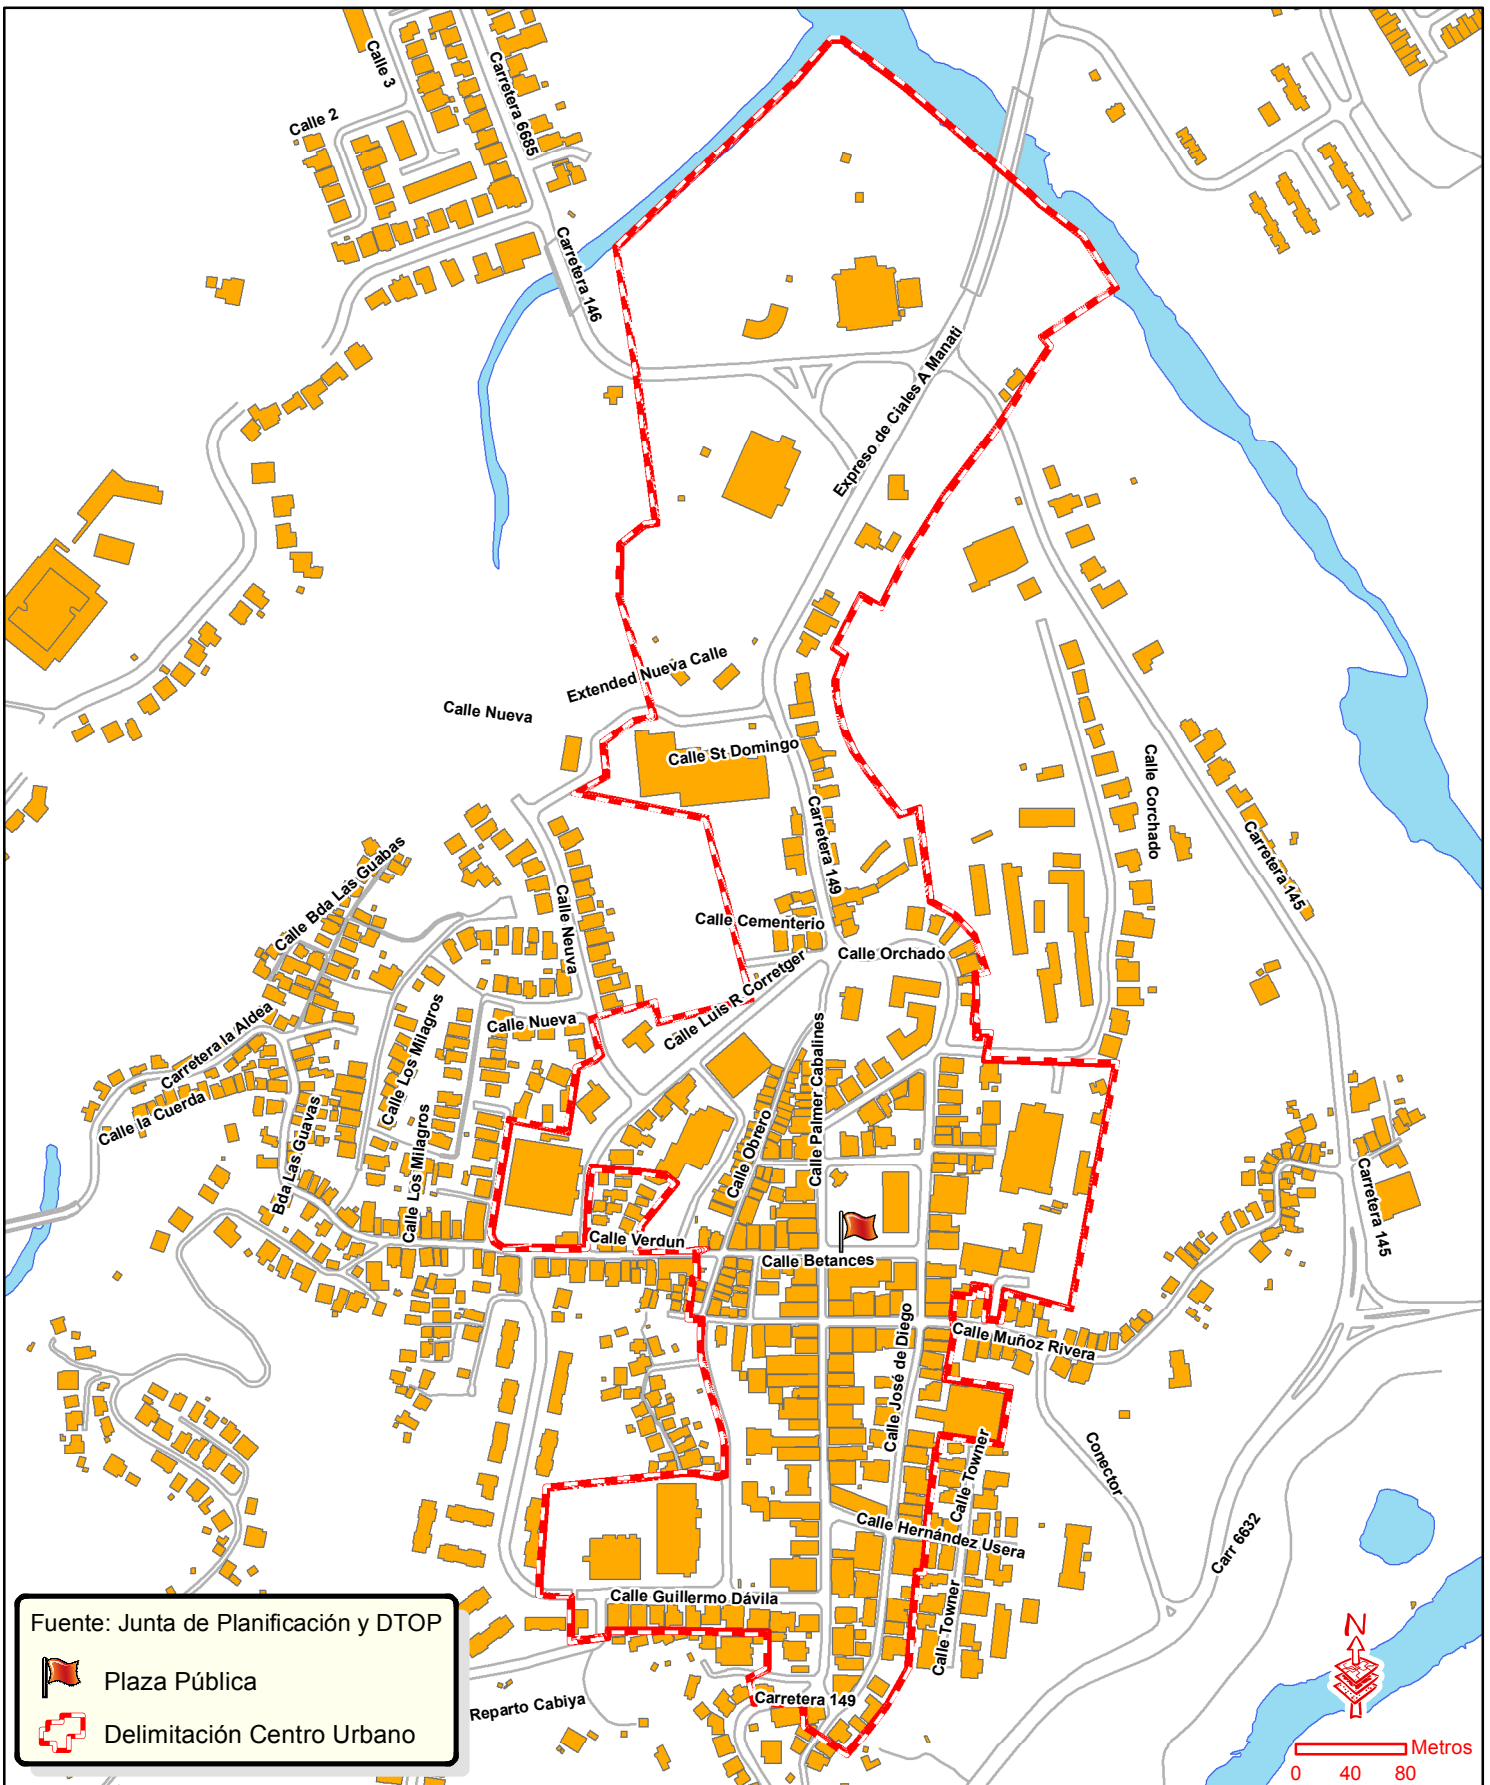 Calle 3
Carretera 6685
Calle 2
Carretera 146
Expreso de Ciales A Manati
Extended Nueva Calle
Calle Nueva
Calle St Domingo
Calle Corchado
Carretera 149
Carretera 145
Calle Bda Las Guabas
Calle Neuva
Calle Cementerio
Calle Orchado
Calle Luis R Corretger
Carretera la Aldea
Calle Los Milagros
Calle Nueva
Calle Palmer Cabalines
Calle la Cuerda
Bda Las Guavas
Calle Los Milagros
Calle Obrero
Carretera 145
Calle Verdun
Calle Betances
Calle José de Diego
Calle Muñoz Rivera
Calle Towner
Conector
Calle Hernández Usera
Carr 6632
Calle Guillermo Dávila
Calle Towner
Reparto Cabiya
Carretera 149
Fuente: Junta de Planificación y DTOP
Plaza Pública
Delimitación Centro Urbano
N
Metros
0 40 80